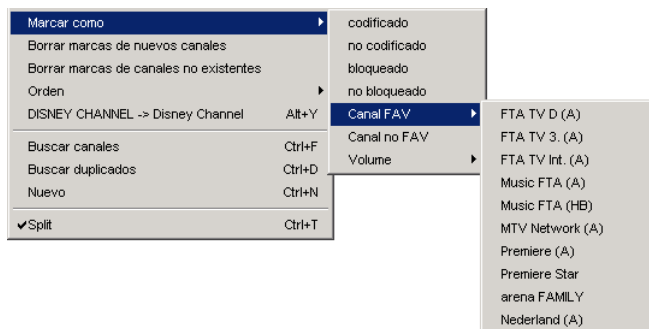 Marcar como
Borrar marcas de nuevos canales
Borrar marcas de canales no existentes
Orden
DISNEY CHANNEL -> Disney Channel Alt+Y
Buscar canales Ctrl+F
Buscar duplicados Ctrl+D
Nuevo Ctrl+N
Split Ctrl+T
codificado
no codificado
bloqueado
no bloqueado
Canal FAV
Canal no FAV
Volume
FTA TV D (A)
FTA TV 3. (A)
FTA TV Int. (A)
Music FTA (A)
Music FTA (HB)
MTV Network (A)
Premiere (A)
Premiere Star
arena FAMILY
Nederland (A)